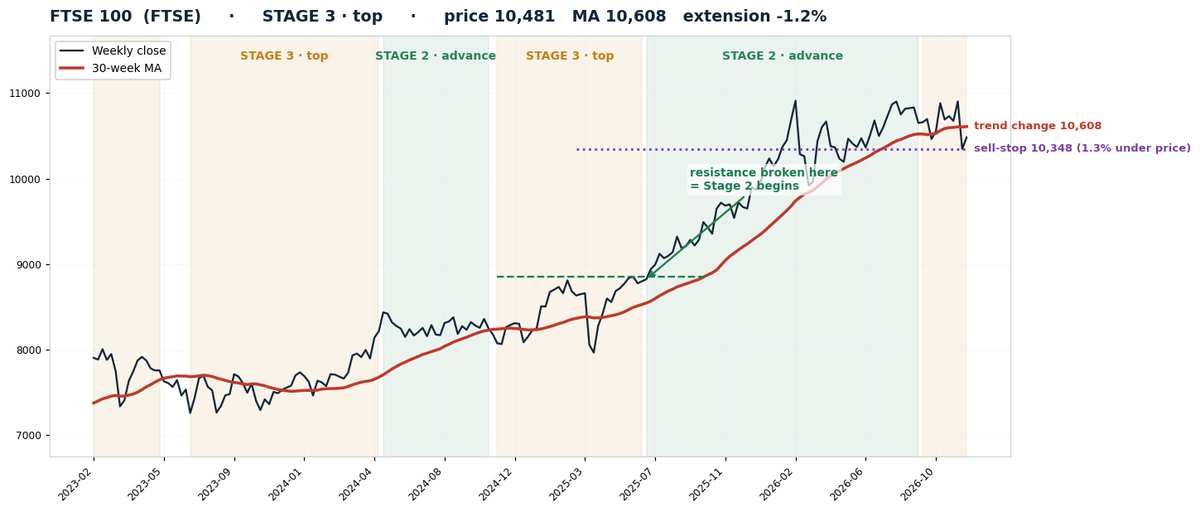 FTSE 100 (FTSE) · STAGE 3 · top · price 10,481 MA 10,608 extension -1.2%
Weekly close
30-week MA
STAGE 3 · top
STAGE 2 · advance
STAGE 3 · top
STAGE 2 · advance
11000
10000
9000
8000
7000
trend change 10,608
sell-stop 10,348 (1.3% under price)
resistance broken here
= Stage 2 begins
2023-02
2023-05
2023-09
2024-01
2024-04
2024-08
2024-12
2025-03
2025-07
2025-11
2026-02
2026-06
2026-10